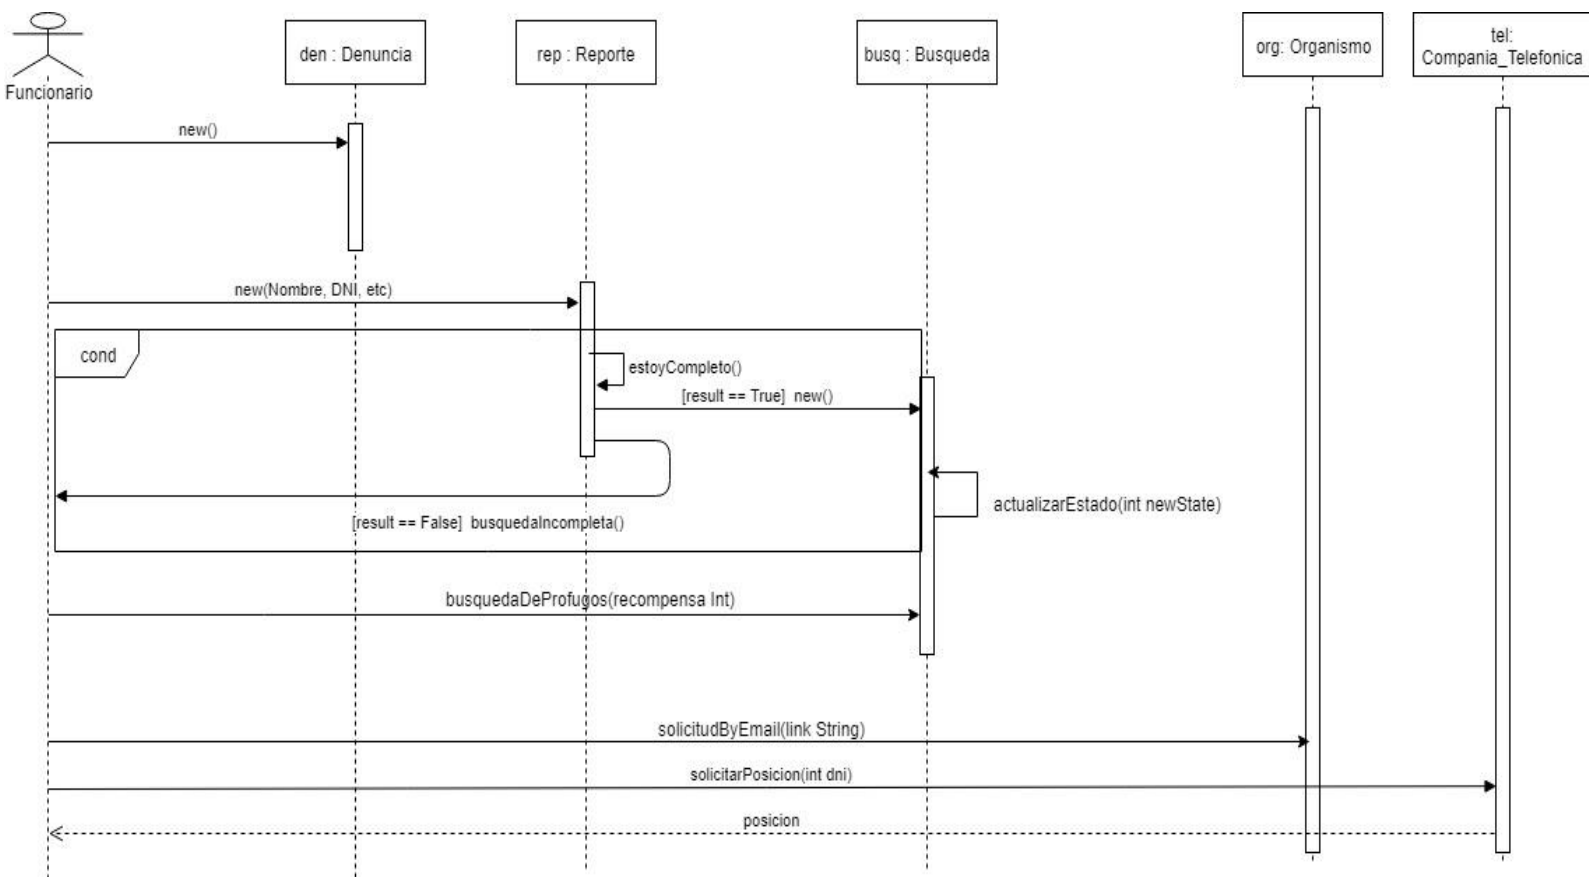 Funcionario
den : Denuncia
rep : Reporte
busq : Busqueda
org: Organismo
tel:
Compania_Telefonica
new()
new(Nombre, DNI, etc)
cond
estoyCompleto()
[result == True]  new()
[result == False]  busquedaIncompleta()
actualizarEstado(int newState)
busquedaDeProfugos(recompensa Int)
solicitudByEmail(link String)
solicitarPosicion(int dni)
posicion